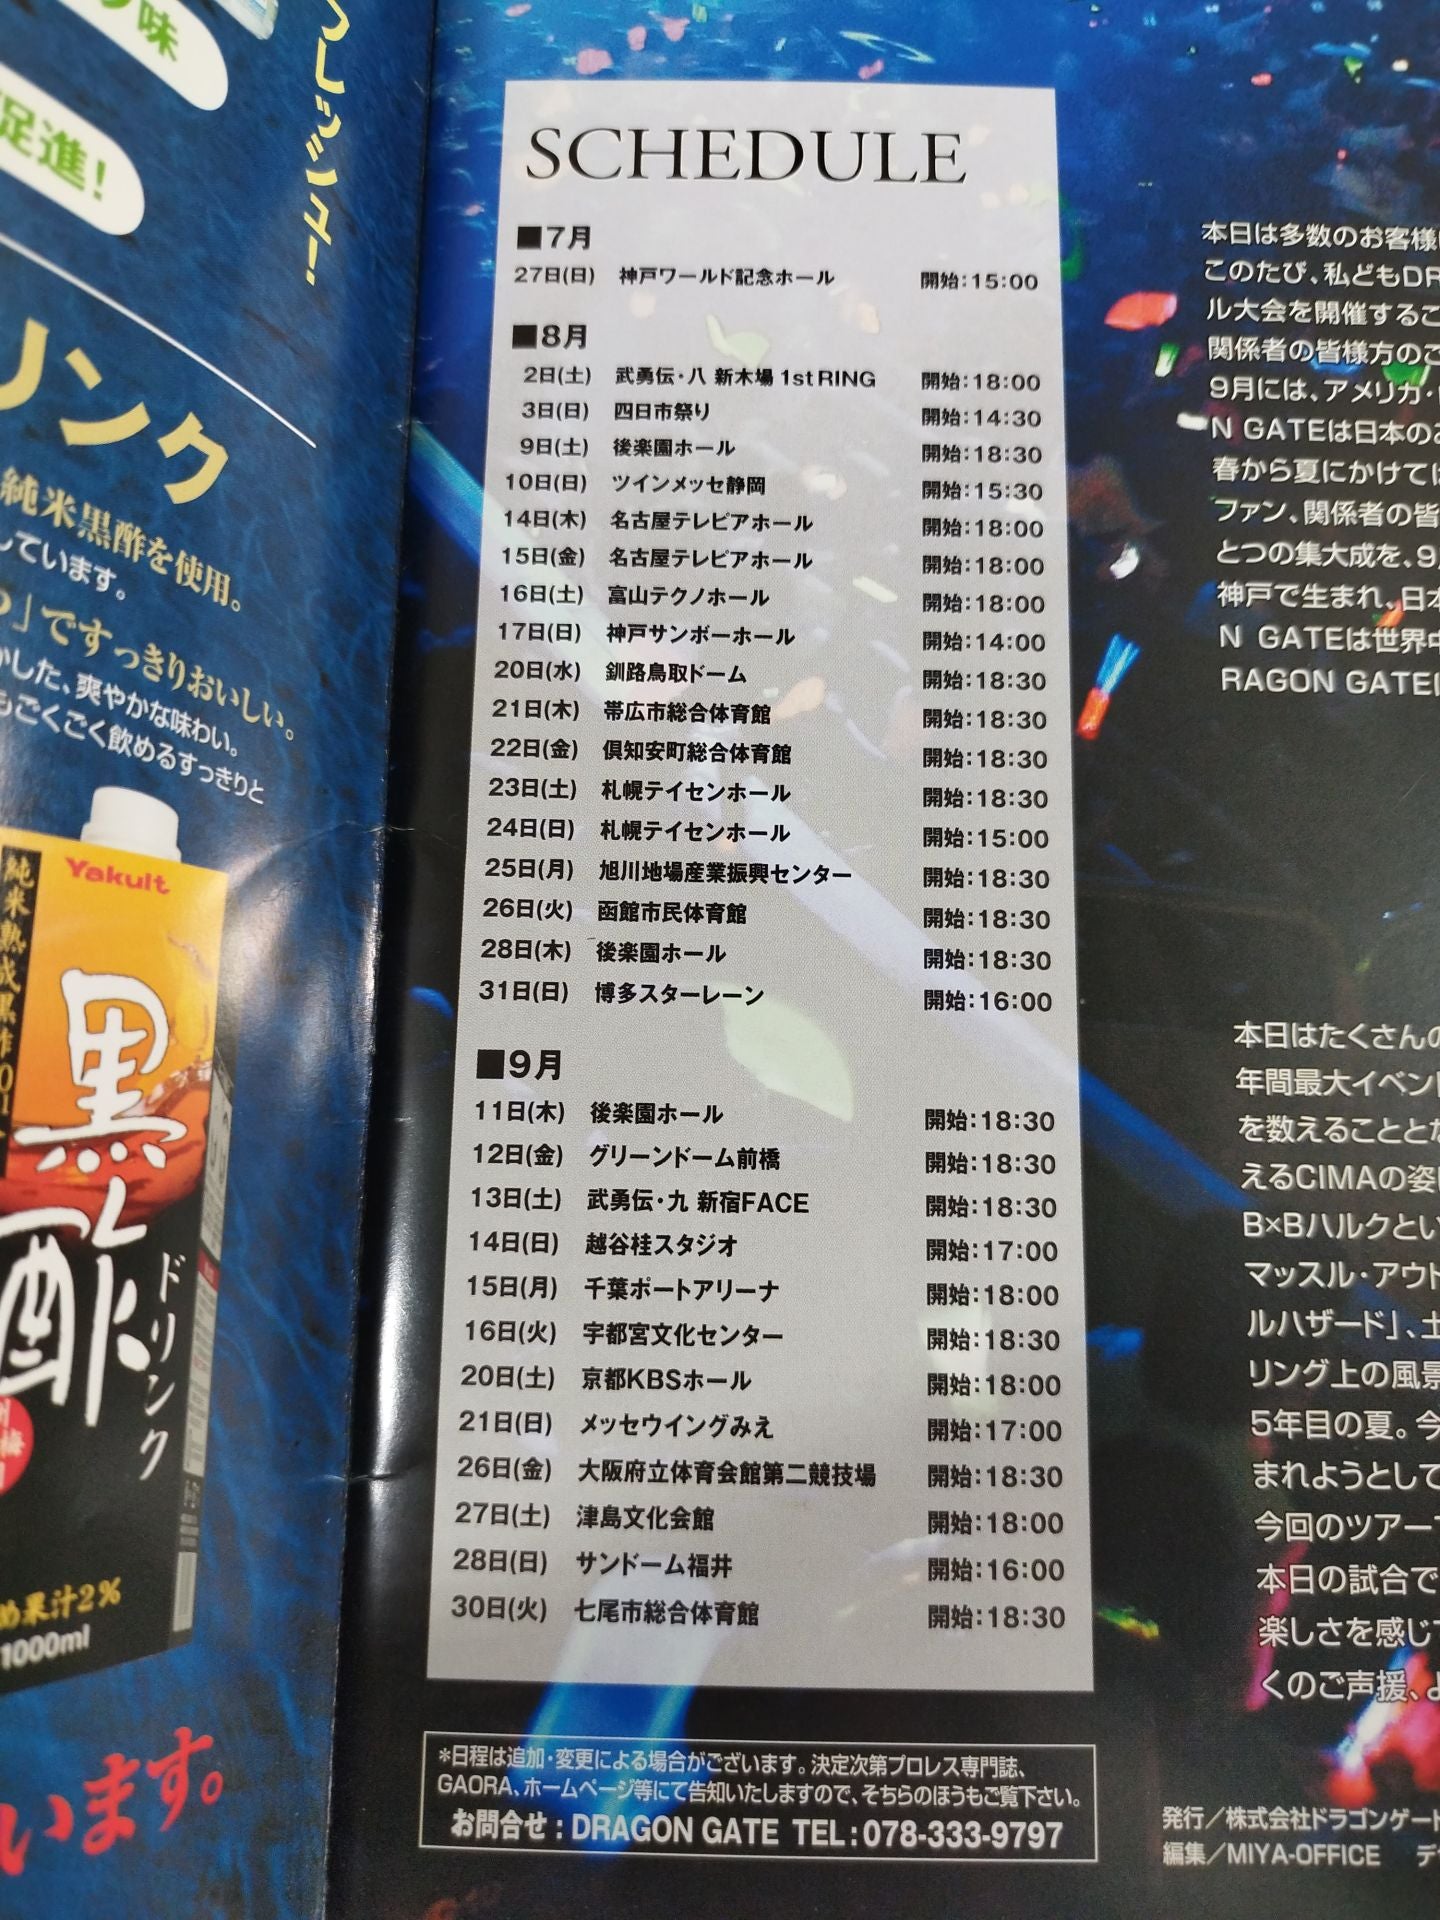 味
足進!
つしッシュ!
リンク
純米黒酢を使用。
しています。
」ですっきりおいしい。
かした、爽やかな味わい。
もごくごく飲めるすっきりと
Yakult
純米熟成黒酢
黒酢
ドリンク
果汁2%
1000ml
います。
SCHEDULE
■7月
27日(日) 神戸ワールド記念ホール 開始:15:00
■8月
2日(土) 武勇伝・八 新木場 1st RING 開始:18:00
3日(日) 四日市祭り 開始:14:30
9日(土) 後楽園ホール 開始:18:30
10日(日) ツインメッセ静岡 開始:15:30
14日(木) 名古屋テレピアホール 開始:18:00
15日(金) 名古屋テレピアホール 開始:18:00
16日(土) 富山テクノホール 開始:18:00
17日(日) 神戸サンボーホール 開始:14:00
20日(水) 釧路鳥取ドーム 開始:18:30
21日(木) 帯広市総合体育館 開始:18:30
22日(金) 倶知安町総合体育館 開始:18:30
23日(土) 札幌テイセンホール 開始:18:30
24日(日) 札幌テイセンホール 開始:15:00
25日(月) 旭川地場産業振興センター 開始:18:30
26日(火) 函館市民体育館 開始:18:30
28日(木) 後楽園ホール 開始:18:30
31日(日) 博多スターレーン 開始:16:00
■9月
11日(木) 後楽園ホール 開始:18:30
12日(金) グリーンドーム前橋 開始:18:30
13日(土) 武勇伝・九 新宿FACE 開始:18:30
14日(日) 越谷桂スタジオ 開始:17:00
15日(月) 千葉ポートアリーナ 開始:18:00
16日(火) 宇都宮文化センター 開始:18:30
20日(土) 京都KBSホール 開始:18:00
21日(日) メッセウイングみえ 開始:17:00
26日(金) 大阪府立体育会館第二競技場 開始:18:30
27日(土) 津島文化会館 開始:18:00
28日(日) サンドーム福井 開始:16:00
30日(火) 七尾市総合体育館 開始:18:30
*日程は追加・変更による場合がございます。決定次第プロレス専門誌、
GAORA、ホームページ等にて告知いたしますので、そちらのほうもご覧下さい。
お問合せ : DRAGON GATE TEL:078-333-9797
本日は多数のお客様
このたび、私どもDR
ル大会を開催するこ
関係者の皆様方のご
9月には、アメリカ・
N GATEは日本のお
春から夏にかけては
ファン、関係者の皆
とつの集大成を、9
神戸で生まれ、日本
N GATEは世界中
RAGON GATEは
本日はたくさんの
年間最大イベント
を数えることとな
えるCIMAの姿
B×Bハルクとい
マッスル・アウト
ルハザード」、土
リング上の風景
5年目の夏。今
まれようとして
今回のツアーで
本日の試合で
楽しさを感じて
くのご声援、よ
発行/株式会社ドラゴンゲート
編集/MIYA-OFFICE デ